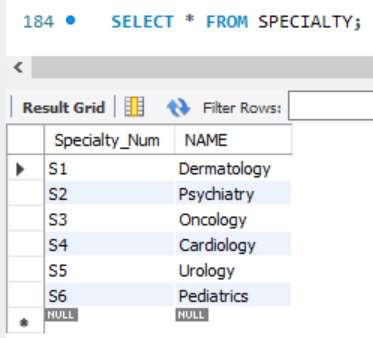 184 SELECT * FROM SPECIALTY;
Result Grid Filter Rows:
Specialty_Num NAME
S1 Dermatology
S2 Psychiatry
S3 Oncology
S4 Cardiology
S5 Urology
S6 Pediatrics
NULL NULL